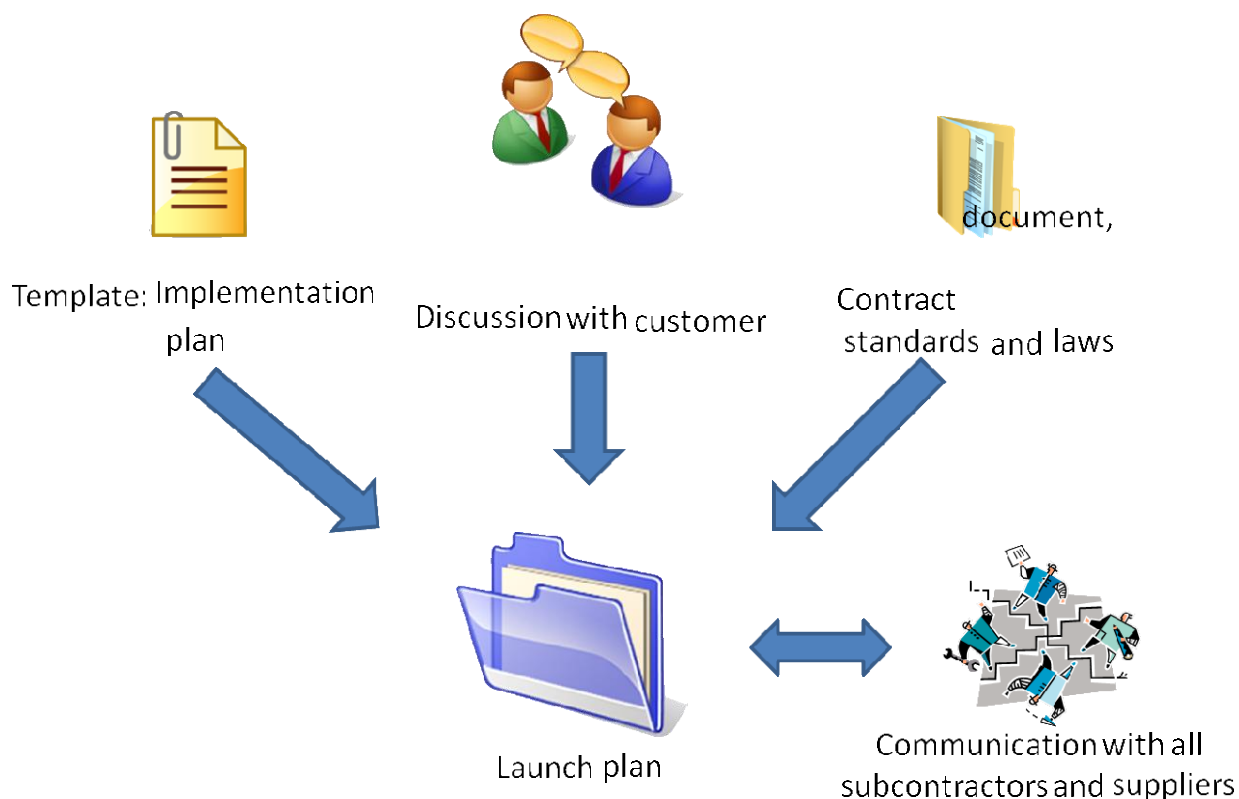 document,
Template: Implementation
plan
Discussion with customer
Contract
standards and laws
Launch plan
Communication with all
subcontractors and suppliers